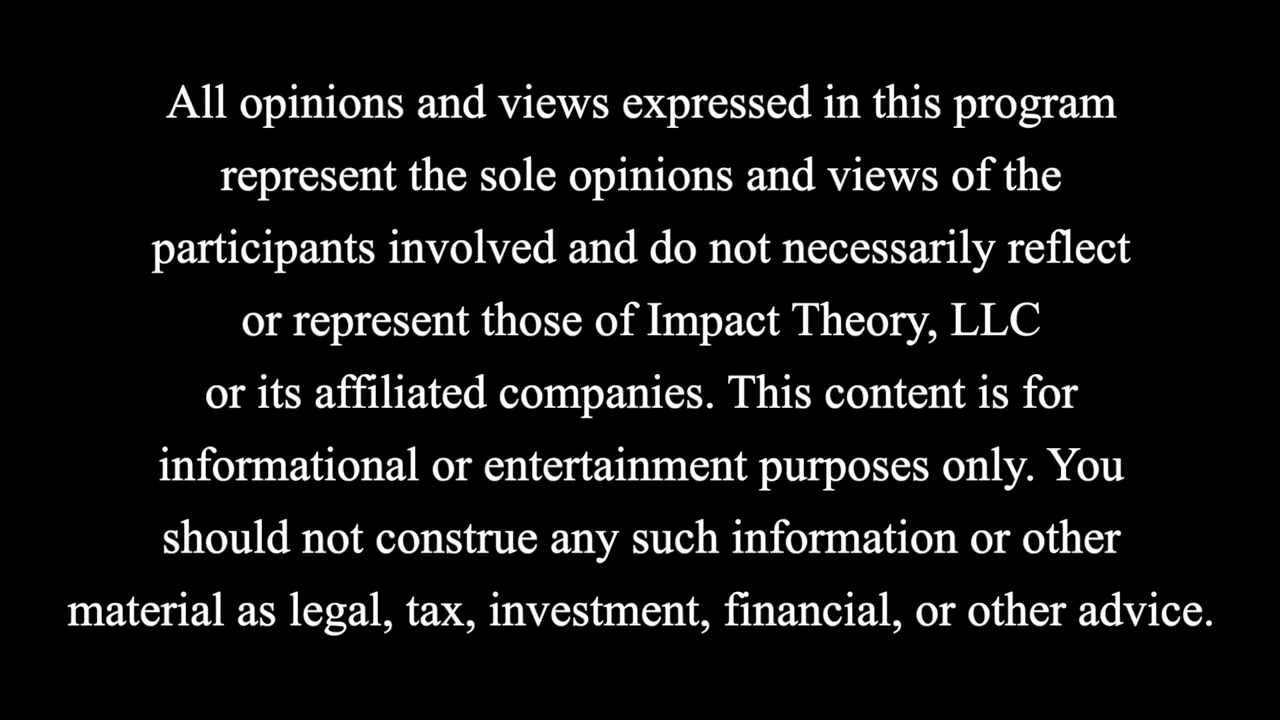 All opinions and views expressed in this program
represent the sole opinions and views of the
participants involved and do not necessarily reflect
or represent those of Impact Theory, LLC
or its affiliated companies. This content is for
informational or entertainment purposes only. You
should not construe any such information or other
material as legal, tax, investment, financial, or other advice.